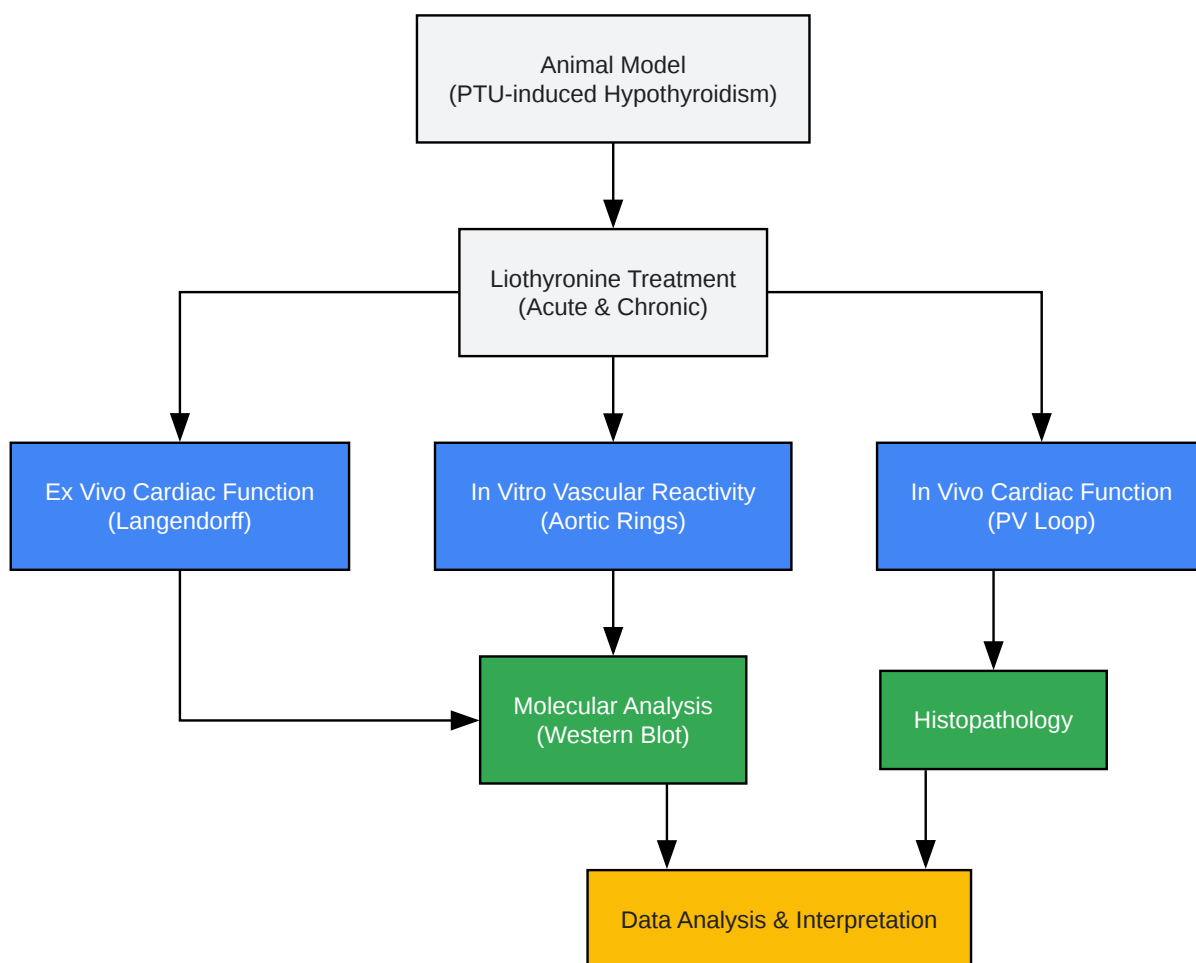 Animal Model
(PTU-induced Hypothyroidism)
Liothyronine Treatment
(Acute & Chronic)
Ex Vivo Cardiac Function
(Langendorff)
In Vitro Vascular Reactivity
(Aortic Rings)
In Vivo Cardiac Function
(PV Loop)
Molecular Analysis
(Western Blot)
Histopathology
Data Analysis & Interpretation